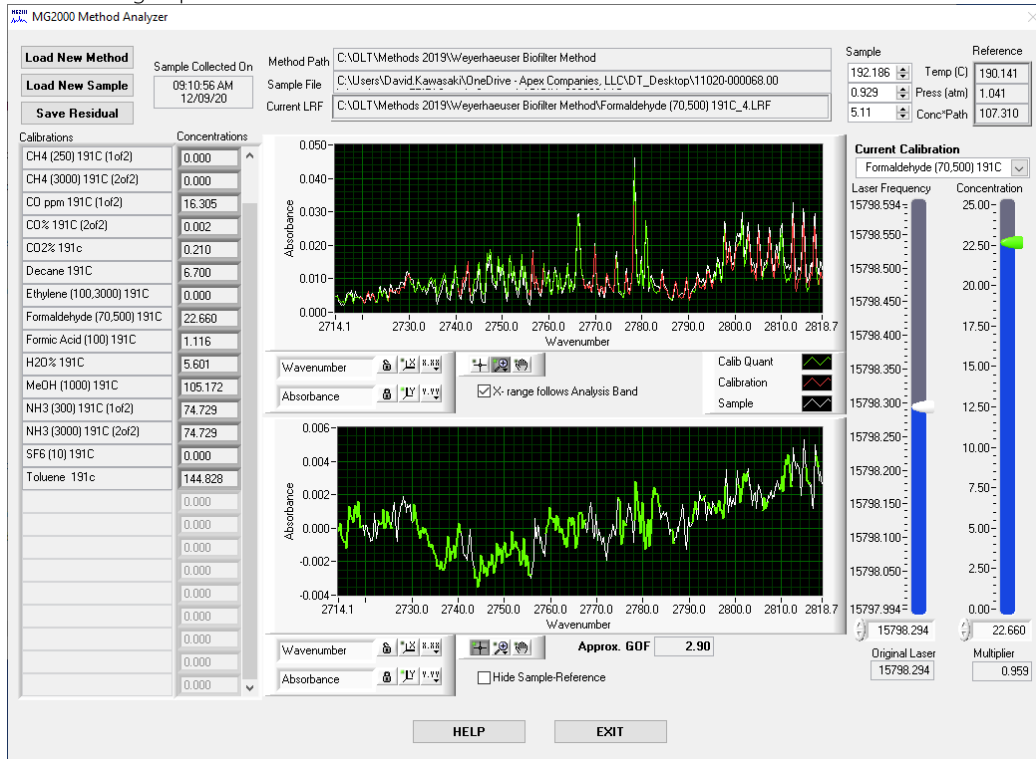 MG2000 Method Analyzer
Load New Method
Load New Sample
Save Residual
Sample Collected On
09:10:56 AM
12/09/20
Method Path C:\OLT\Methods 2019\Weyerhaeuser Biofilter Method
Sample File C:\Users\David.Kawasaki\OneDrive - Apex Companies, LLC\DT_Desktop\11020-000068.00
Current LRF C:\OLT\Methods 2019\Weyerhaeuser Biofilter Method\Formaldehyde (70,500) 191C_4.LRF
Sample Reference
192.186 Temp (C) 190.141
0.929 Press (atm) 1.041
5.11 Conc*Path 107.310
Calibrations Concentrations
CH4 (250) 191C (1of2) 0.000
CH4 (3000) 191C (2of2) 0.000
CO ppm 191C (1of2) 16.305
CO% 191C (2of2) 0.002
CO2% 191c 0.210
Decane 191C 6.700
Ethylene (100,3000) 191C 0.000
Formaldehyde (70,500) 191C 22.660
Formic Acid (100) 191C 1.116
H2O% 191C 5.601
MeOH (1000) 191C 105.172
NH3 (300) 191C (1of2) 74.729
NH3 (3000) 191C (2of2) 74.729
SF6 (10) 191C 0.000
Toluene 191c 144.828
0.000
0.000
0.000
0.000
0.000
0.000
0.000
0.000
0.000
0.050
0.040
0.030
0.020
0.010
0.000
Absorbance
2714.1 2730.0 2740.0 2750.0 2760.0 2770.0 2780.0 2790.0 2800.0 2810.0 2818.7
Wavenumber
Wavenumber X.XX
Absorbance Y.YY
X- range follows Analysis Band
Calib Quant
Calibration
Sample
0.006
0.004
0.002
0.000
-0.002
-0.004
Absorbance
2714.1 2730.0 2740.0 2750.0 2760.0 2770.0 2780.0 2790.0 2800.0 2810.0 2818.7
Wavenumber
Wavenumber X.XX
Absorbance Y.YY
Approx. GOF 2.90
Hide Sample-Reference
Current Calibration
Formaldehyde (70,500) 191C
Laser Frequency
15798.594
15798.550
15798.500
15798.450
15798.400
15798.350
15798.300
15798.250
15798.200
15798.150
15798.100
15798.050
15797.994
15798.294
Original Laser
15798.294
Concentration
25.00
22.50
20.00
17.50
15.00
12.50
10.00
7.50
5.00
2.50
0.00
22.660
Multiplier
0.959
HELP EXIT